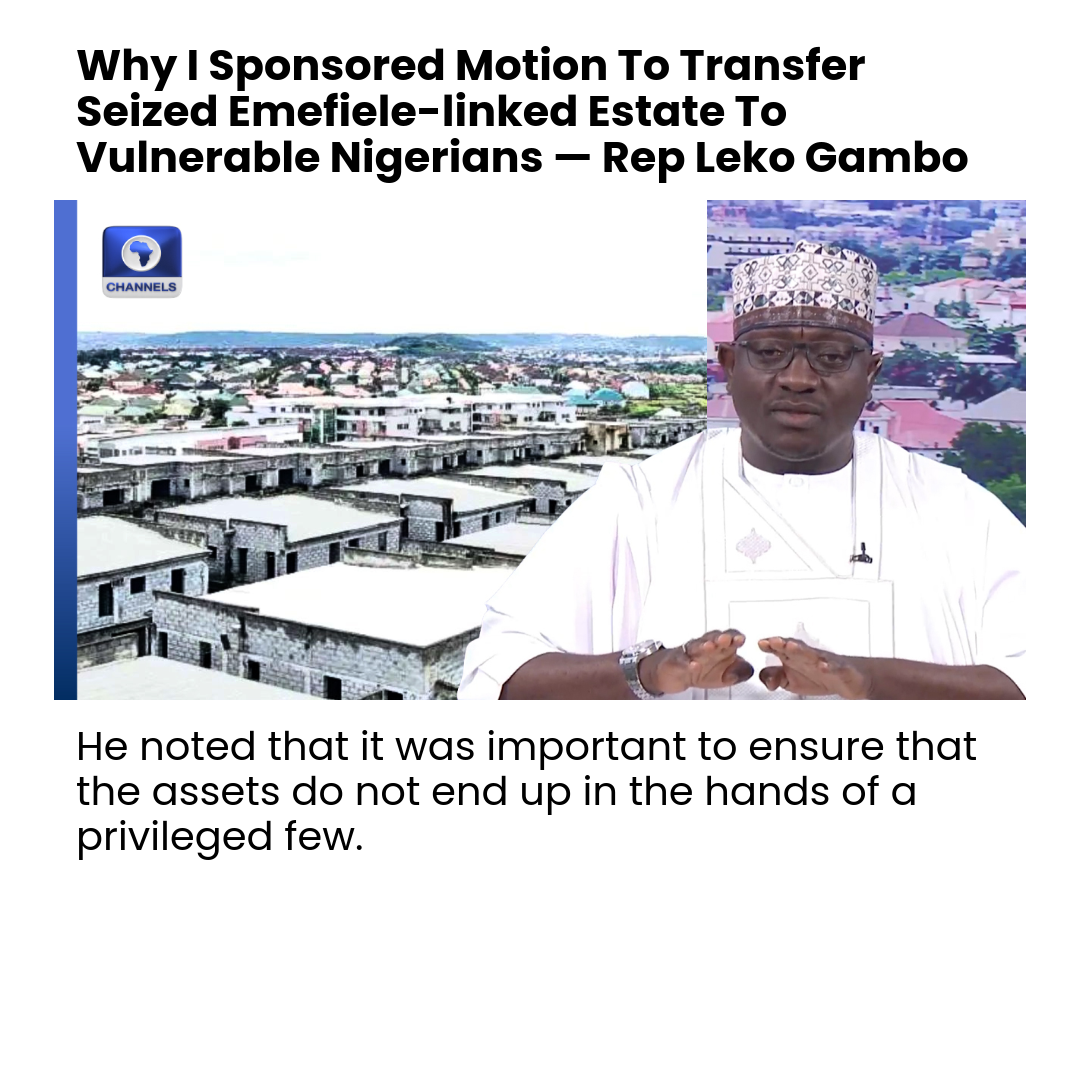 Why I Sponsored Motion To Transfer
Seized Emefiele-linked Estate To
Vulnerable Nigerians — Rep Leko Gambo
CHANNELS
He noted that it was important to ensure that
the assets do not end up in the hands of a
privileged few.